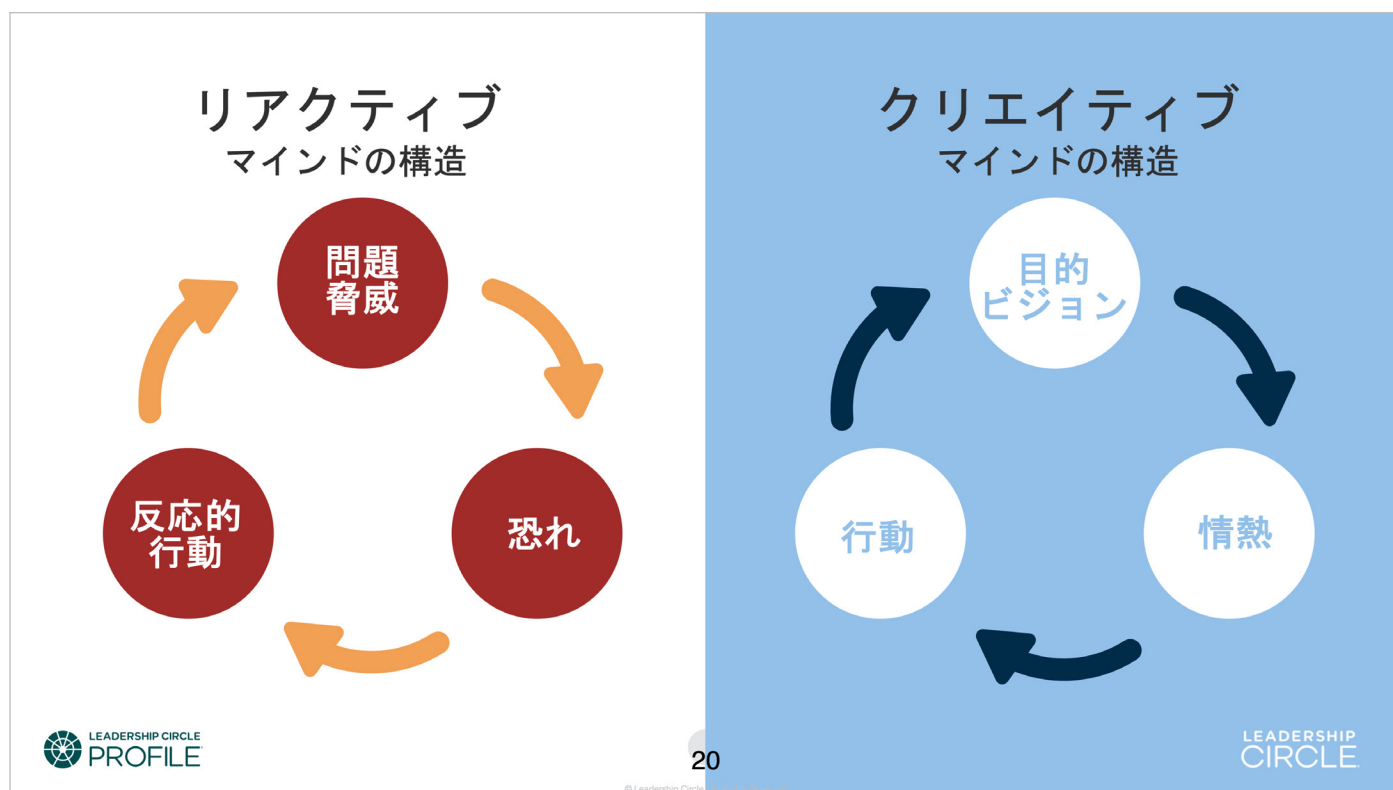 リアクティブ
マインドの構造
問題
脅威
恐れ
反応的
行動
クリエイティブ
マインドの構造
目的
ビジョン
情熱
行動
LEADERSHIP CIRCLE
PROFILE
20
© Leadership Circle
LEADERSHIP
CIRCLE